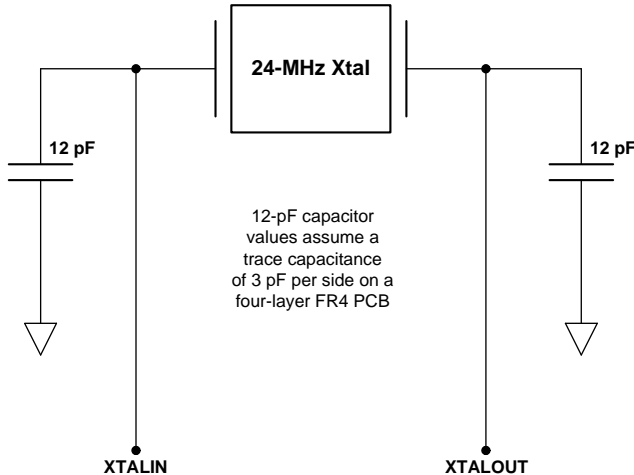 24-MHz Xtal
12 pF
12 pF
12-pF capacitor
values assume a
trace capacitance
of 3 pF per side on a
four-layer FR4 PCB
XTALIN
XTALOUT